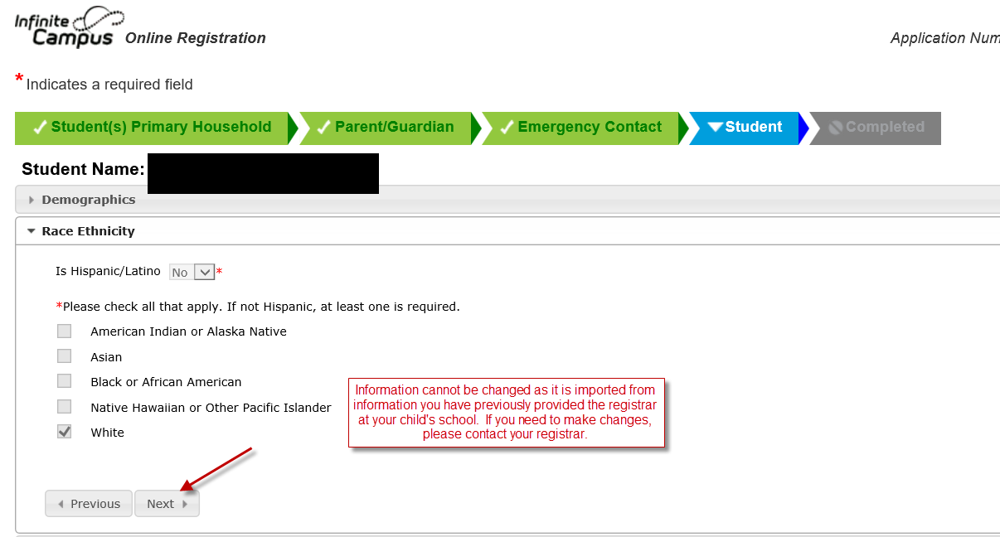 Infinite
Campus Online Registration
Application Num
* Indicates a required field
Student(s) Primary Household Parent/Guardian Emergency Contact Student Completed
Student Name:
Demographics
Race Ethnicity
Is Hispanic/Latino No *
*Please check all that apply. If not Hispanic, at least one is required.
American Indian or Alaska Native
Asian
Black or African American
Native Hawaiian or Other Pacific Islander
White
Information cannot be changed as it is imported from
information you have previously provided the registrar
at your child's school. If you need to make changes,
please contact your registrar.
Previous Next